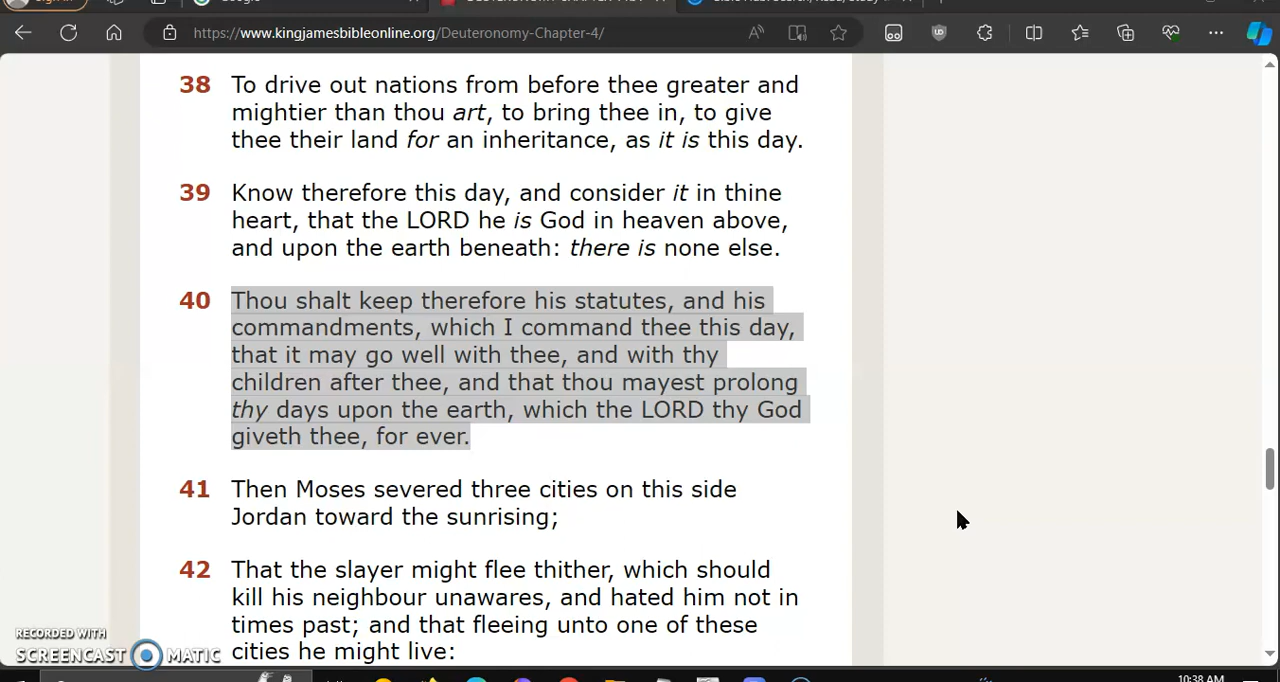 https://www.kingjamesbibleonline.org/Deuteronomy-Chapter-4/
38 To drive out nations from before thee greater and
mightier than thou art, to bring thee in, to give
thee their land for an inheritance, as it is this day.
39 Know therefore this day, and consider it in thine
heart, that the LORD he is God in heaven above,
and upon the earth beneath: there is none else.
40 Thou shalt keep therefore his statutes, and his
commandments, which I command thee this day,
that it may go well with thee, and with thy
children after thee, and that thou mayest prolong
thy days upon the earth, which the LORD thy God
giveth thee, for ever.
41 Then Moses severed three cities on this side
Jordan toward the sunrising;
42 That the slayer might flee thither, which should
kill his neighbour unawares, and hated him not in
times past; and that fleeing unto one of these
cities he might live:
RECORDED WITH
SCREENCAST MATIC
10:38 AM